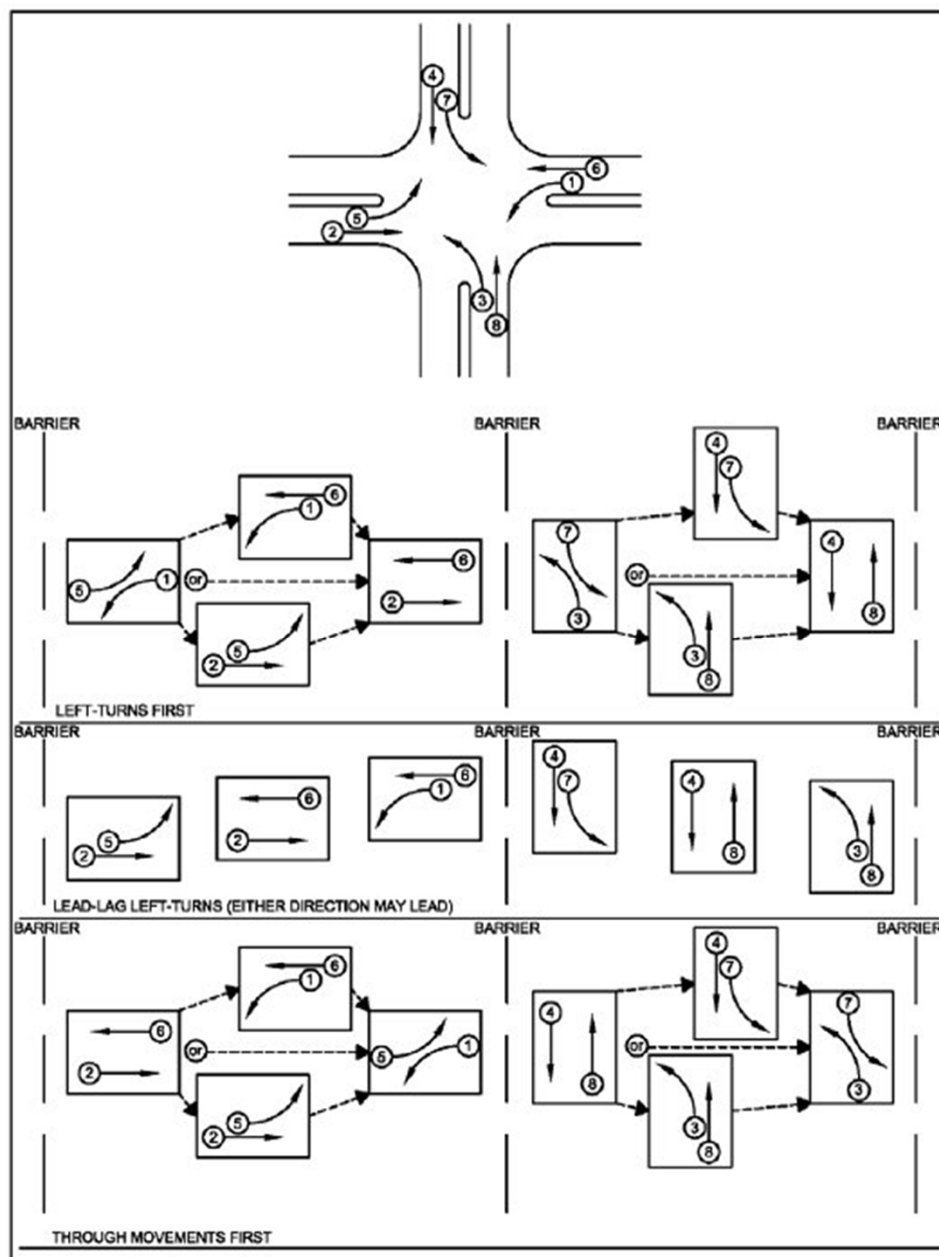 4
7
6
1
5
2
3
8
BARRIER BARRIER BARRIER
4
7
6
1
7
5 1 or 6 or 4
2 3 8
5 3
2 8
LEFT-TURNS FIRST
BARRIER BARRIER BARRIER
4
6 7 4
6 1
5 2 8 3
2 8
LEAD-LAG LEFT-TURNS (EITHER DIRECTION MAY LEAD)
BARRIER BARRIER BARRIER
4
6 7
1
6 4 7
or 5 1 or
2 8 3
5 3
2 8
THROUGH MOVEMENTS FIRST